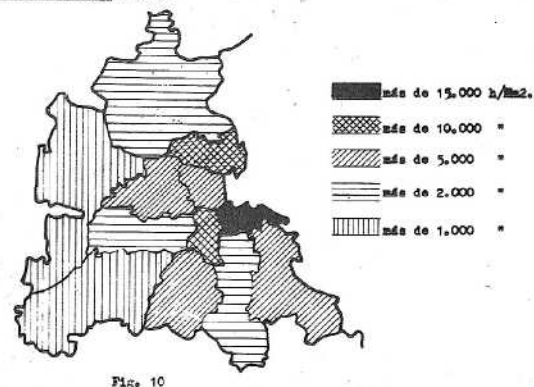 más de 15.000 h/Km2.
más de 10.000 "
más de 5.000 "
más de 2.000 "
más de 1.000 "
Fig. 10